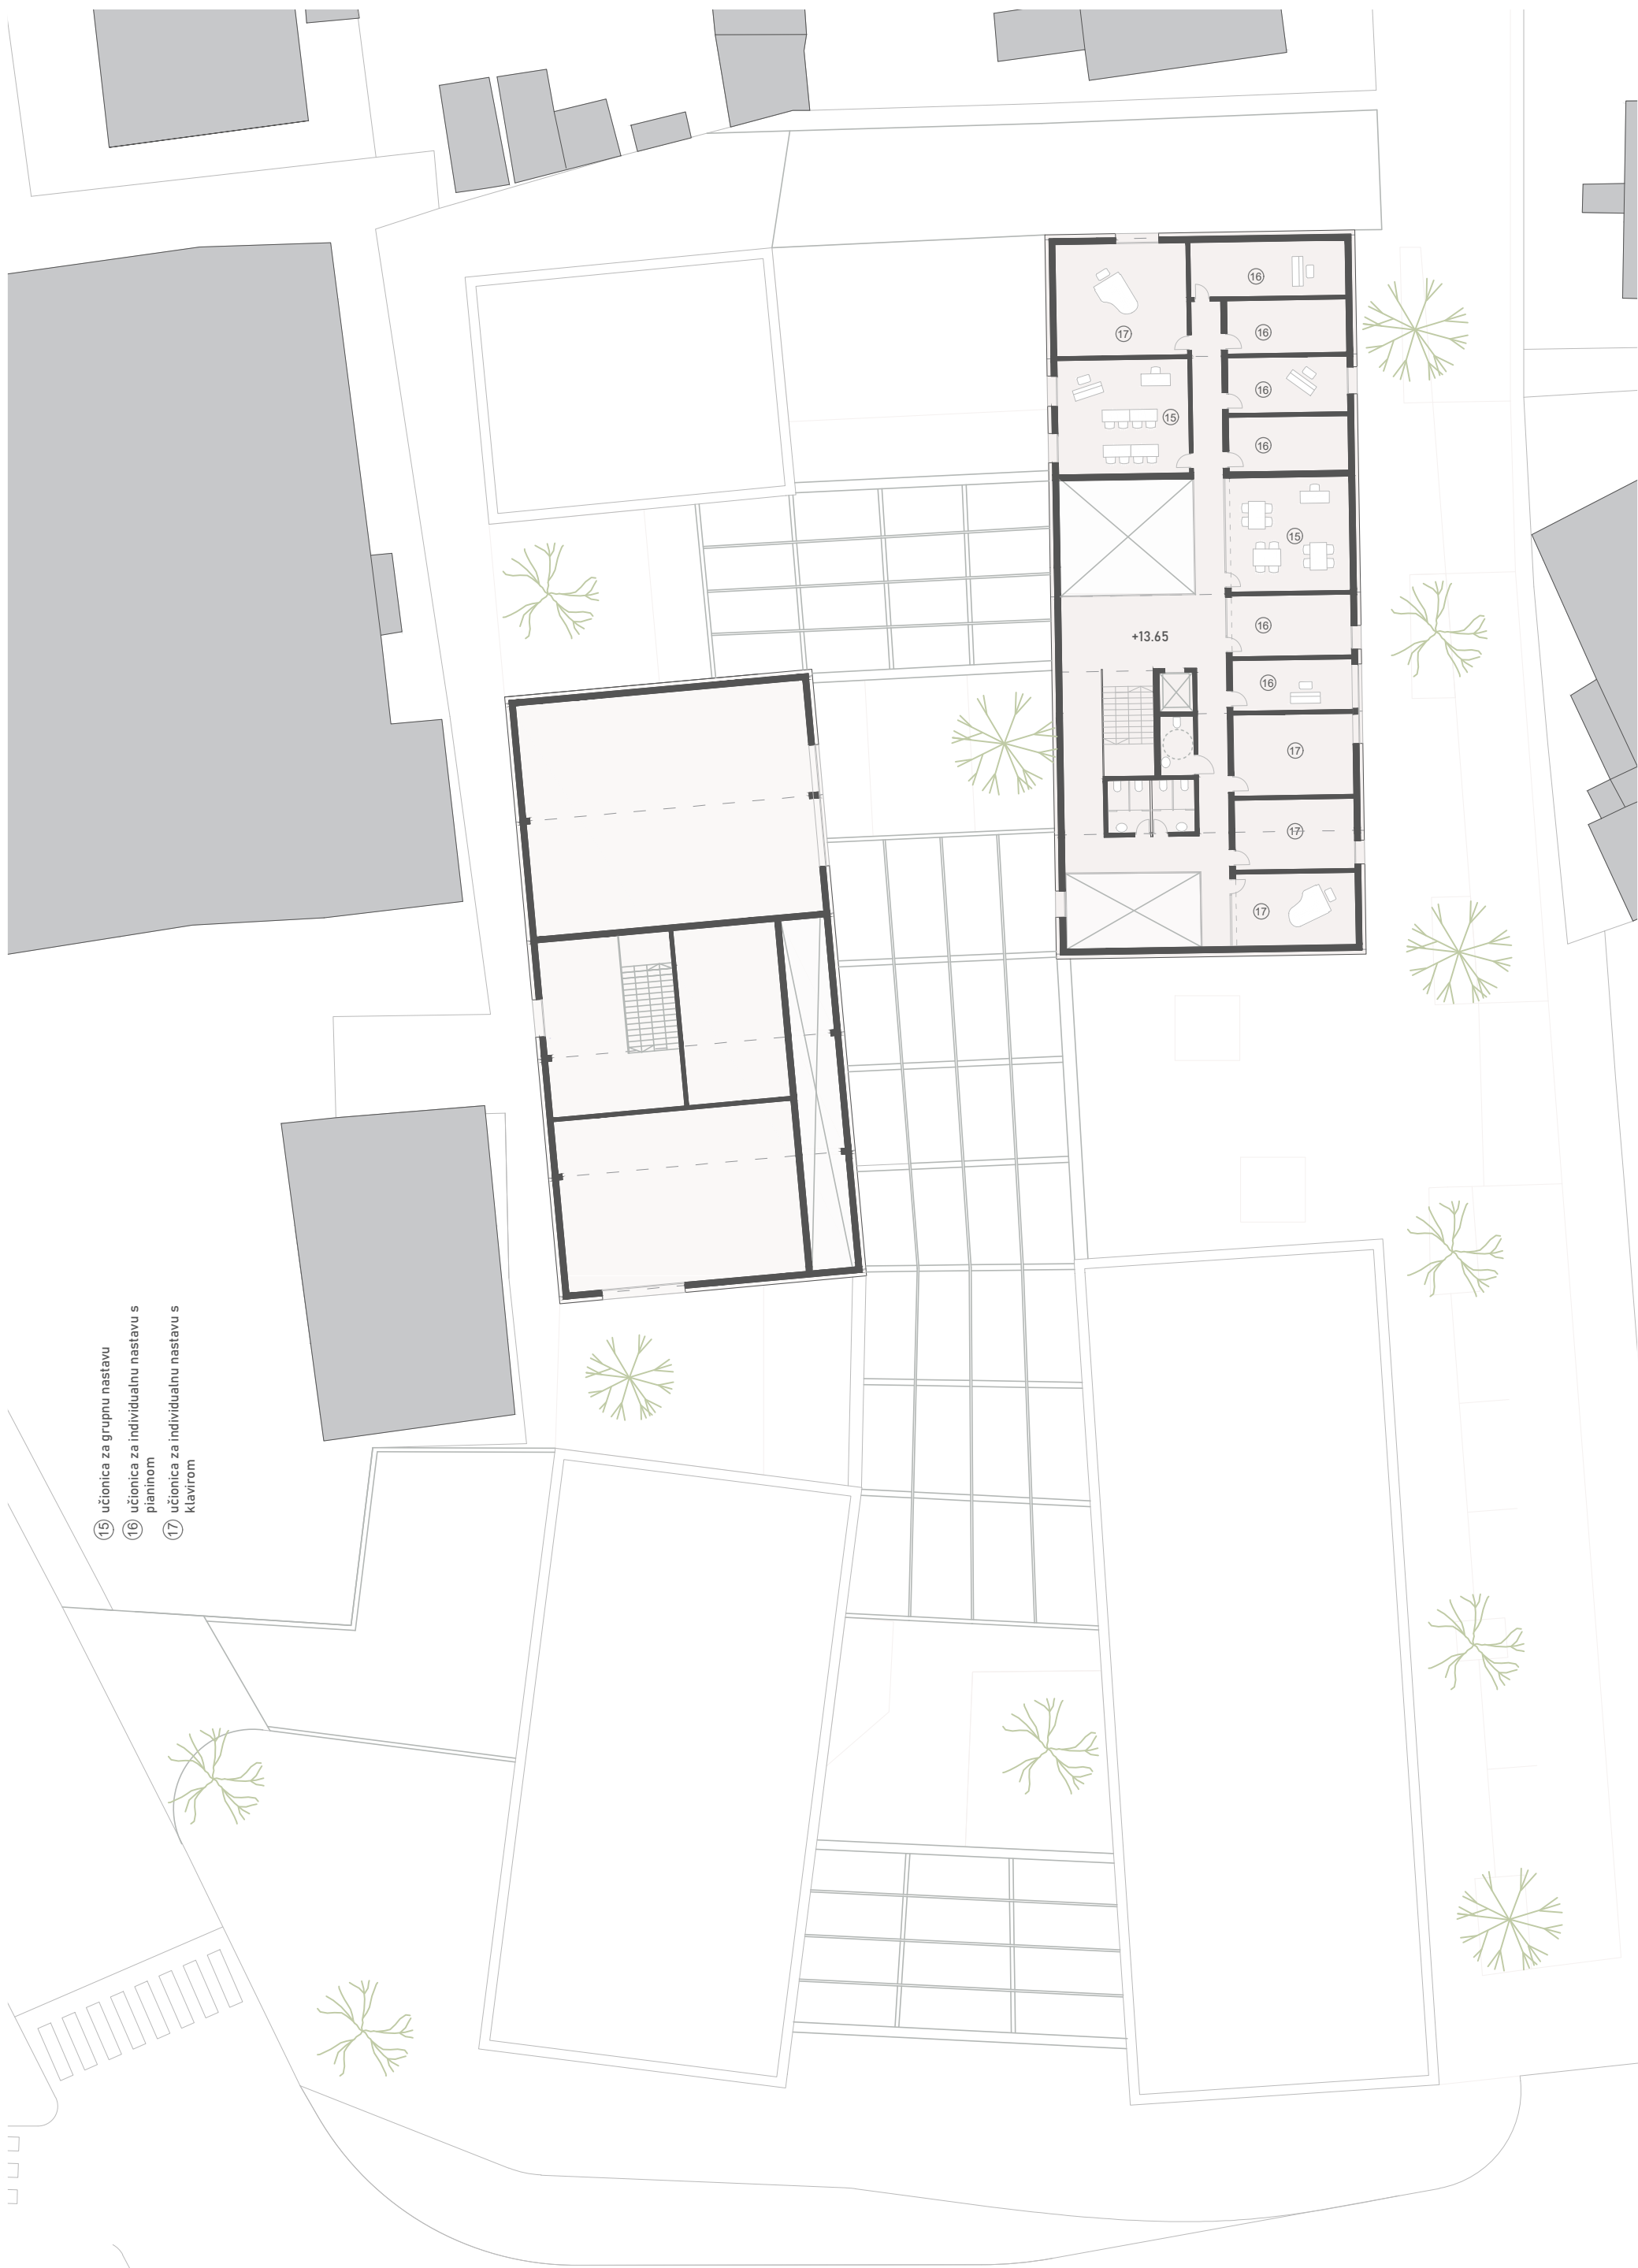 16
17
16
16
15
16
15
+13.65
16
16
17
17
17
15 učionica za grupnu nastavu
16 učionica za individualnu nastavu s
pianinom
17 učionica za individualnu nastavu s
klavirom